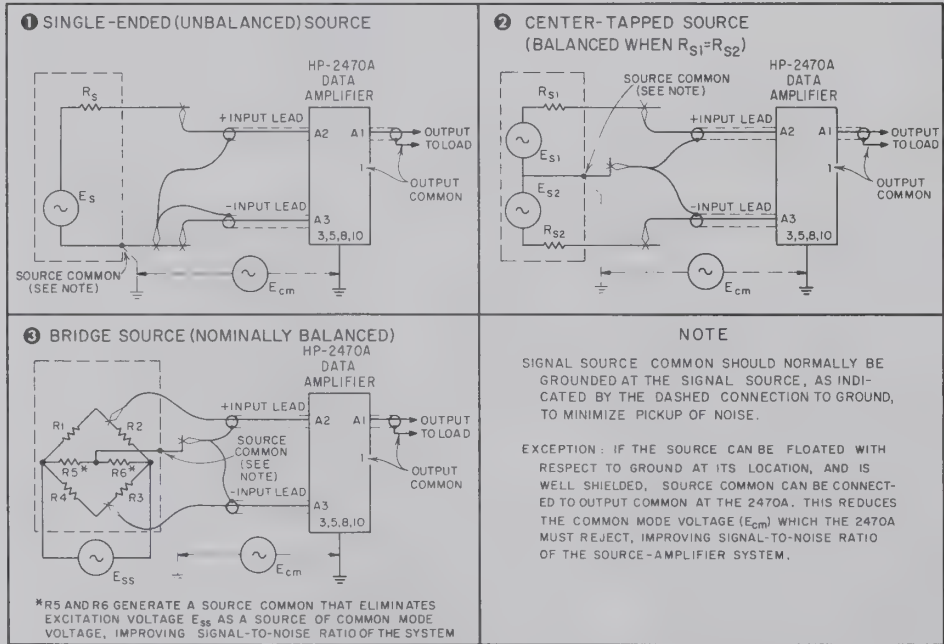 ❶ SINGLE-ENDED (UNBALANCED) SOURCE
HP-2470A
DATA
AMPLIFIER
RS
+INPUT LEAD
A2
A1
OUTPUT
TO LOAD
1
OUTPUT
COMMON
ES
-INPUT LEAD
A3
3,5,8,10
SOURCE COMMON
(SEE NOTE)
Ecm
❷ CENTER-TAPPED SOURCE
(BALANCED WHEN RS1=RS2)
HP-2470A
DATA
AMPLIFIER
SOURCE COMMON
(SEE NOTE)
RS1
+INPUT LEAD
A2
A1
OUTPUT
TO LOAD
ES1
1
OUTPUT
COMMON
ES2
-INPUT LEAD
A3
RS2
3,5,8,10
Ecm
❸ BRIDGE SOURCE (NOMINALLY BALANCED)
HP-2470A
DATA
AMPLIFIER
+INPUT LEAD
A2
A1
OUTPUT
TO LOAD
R1
R2
R5*
R6*
R4
R3
SOURCE
COMMON
(SEE
NOTE)
1
OUTPUT
COMMON
-INPUT LEAD
A3
3,5,8,10
Ess
Ecm
*R5 AND R6 GENERATE A SOURCE COMMON THAT ELIMINATES
EXCITATION VOLTAGE Ess AS A SOURCE OF COMMON MODE
VOLTAGE, IMPROVING SIGNAL-TO-NOISE RATIO OF THE SYSTEM
NOTE
SIGNAL SOURCE COMMON SHOULD NORMALLY BE
GROUNDED AT THE SIGNAL SOURCE, AS INDI-
CATED BY THE DASHED CONNECTION TO GROUND,
TO MINIMIZE PICKUP OF NOISE.
EXCEPTION: IF THE SOURCE CAN BE FLOATED WITH
RESPECT TO GROUND AT ITS LOCATION, AND IS
WELL SHIELDED, SOURCE COMMON CAN BE CONNECT-
ED TO OUTPUT COMMON AT THE 2470A. THIS REDUCES
THE COMMON MODE VOLTAGE (Ecm) WHICH THE 2470A
MUST REJECT, IMPROVING SIGNAL-TO-NOISE RATIO
OF THE SOURCE-AMPLIFIER SYSTEM.